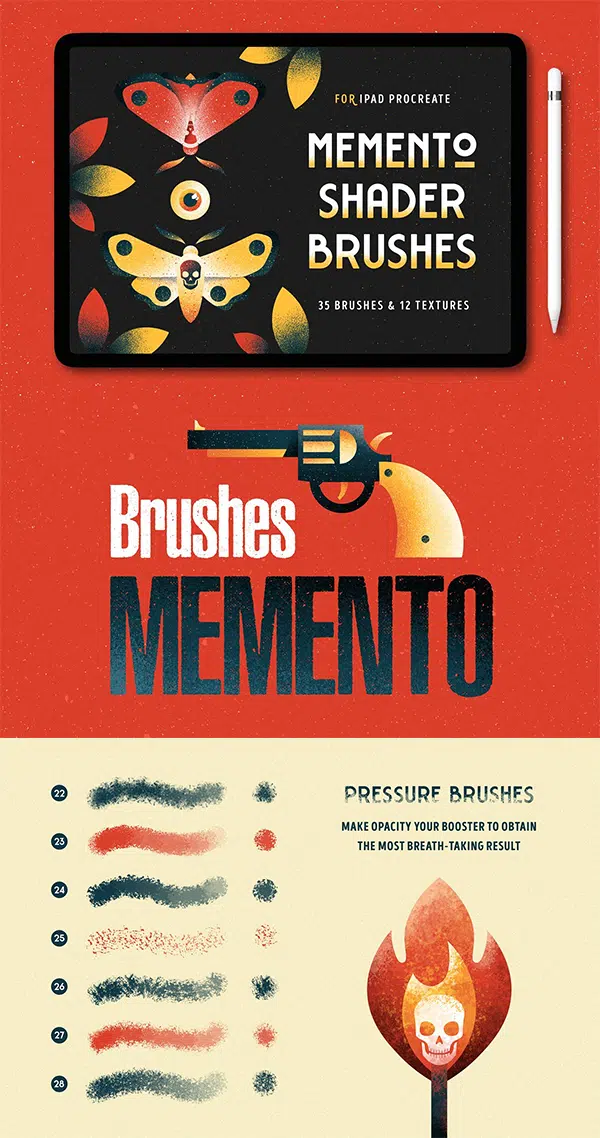 FOR IPAD PROCREATE
MEMENTO
SHADER
BRUSHES
35 BRUSHES & 12 TEXTURES
Brushes
MEMENTO
22
23
24
25
26
27
28
PRESSURE BRUSHES
MAKE OPACITY YOUR BOOSTER TO OBTAIN
THE MOST BREATH-TAKING RESULT